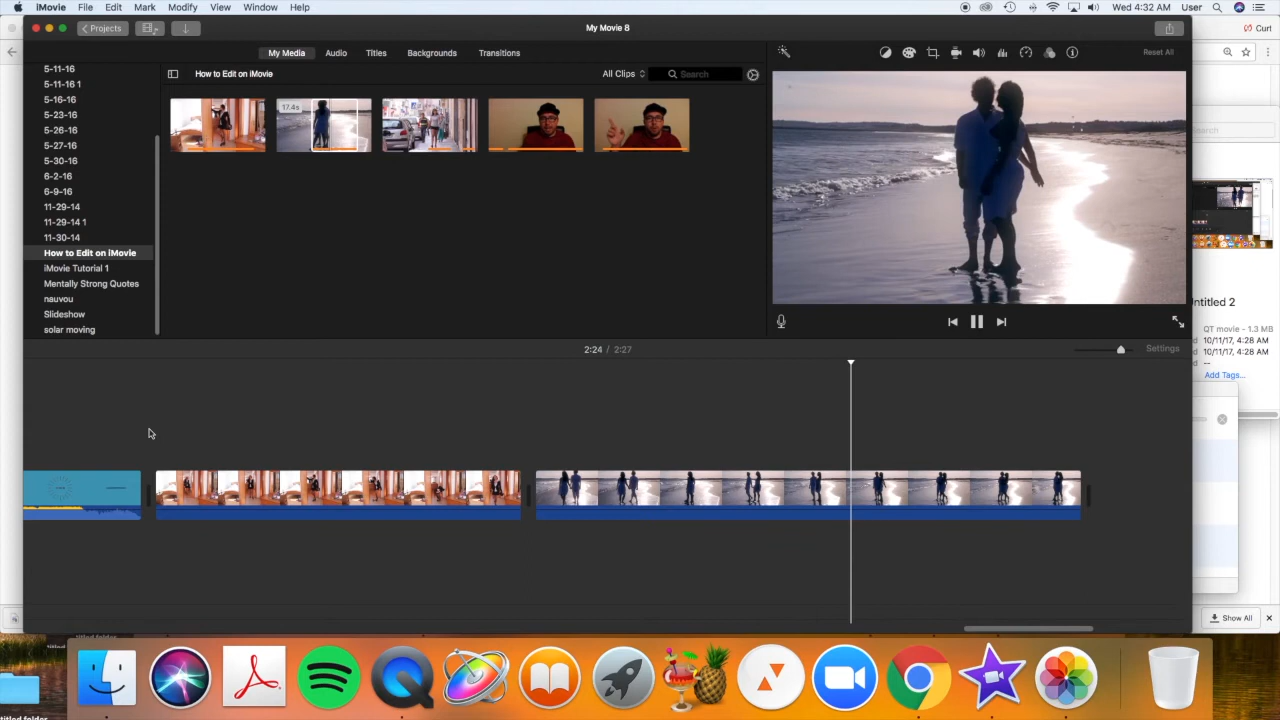 iMovie File Edit Mark Modify View Window Help Wed 4:32 AM User
Projects My Movie 8 Curt
My Media Audio Titles Backgrounds Transitions Reset All
5-11-16
5-11-16 1
5-16-16
5-23-16
5-26-16
5-27-16
5-30-16
6-2-16
6-9-16
11-29-14
11-29-14 1
11-30-14
How to Edit on iMovie
iMovie Tutorial 1
Mentally Strong Quotes
nauvou
Slideshow
solar moving
How to Edit on iMovie All Clips Search
17.4s
2:24 / 2:27 Settings
earch
ntitled 2
QT movie - 1.3 MB
d 10/11/17, 4:28 AM
d 10/11/17, 4:28 AM
d --
Add Tags...
Show All
titled folder